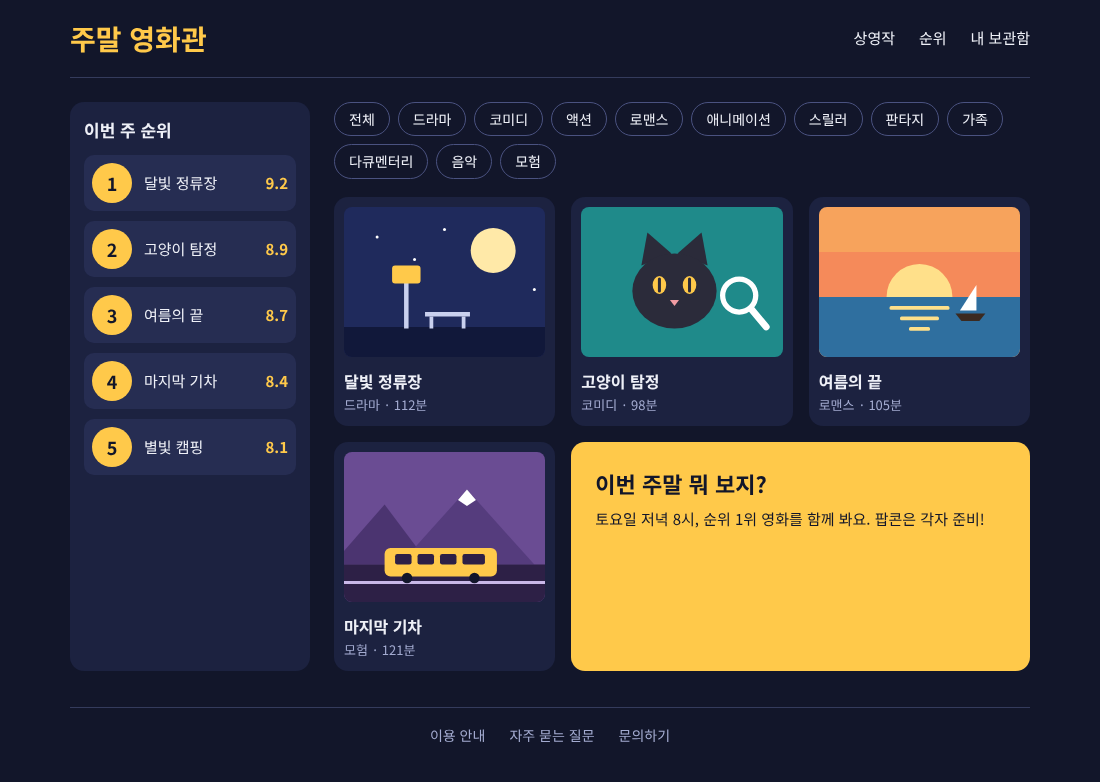 주말 영화관
상영작 순위 내 보관함
이번 주 순위
1 달빛 정류장 9.2
2 고양이 탐정 8.9
3 여름의 끝 8.7
4 마지막 기차 8.4
5 별빛 캠핑 8.1
전체 드라마 코미디 액션 로맨스 애니메이션 스릴러 판타지 가족
다큐멘터리 음악 모험
달빛 정류장
드라마 · 112분
고양이 탐정
코미디 · 98분
여름의 끝
로맨스 · 105분
마지막 기차
모험 · 121분
이번 주말 뭐 보지?
토요일 저녁 8시, 순위 1위 영화를 함께 봐요. 팝콘은 각자 준비!
이용 안내 자주 묻는 질문 문의하기